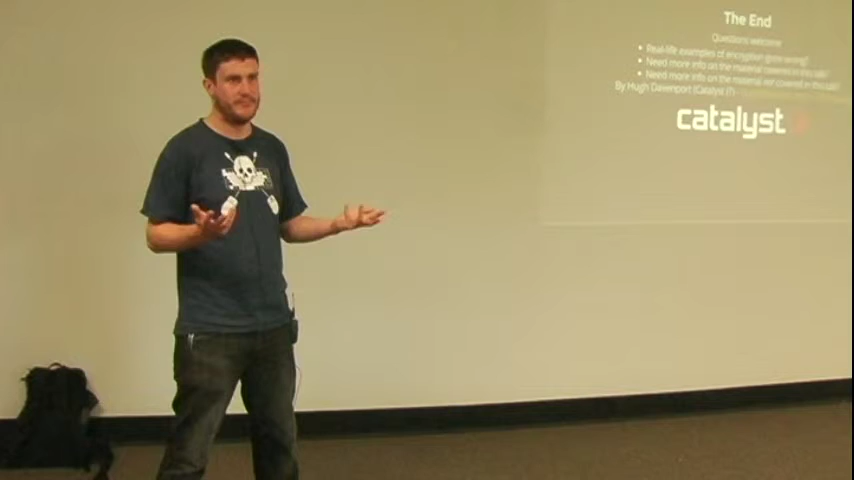 The End
Questions welcome
Real-life examples of encryption gone wrong?
Need more info on the material covered in this talk?
Need more info on the material not covered in this talk?
By Hugh Davenport (Catalyst IT)
catalyst